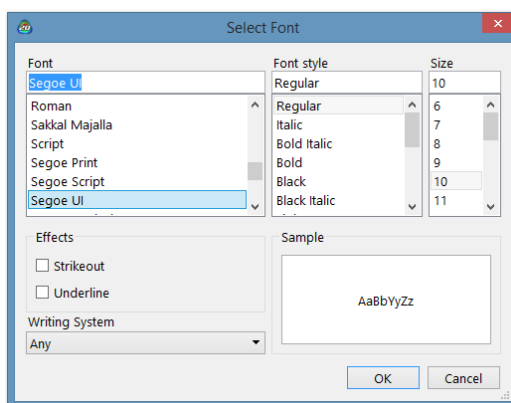 2D
Select Font
Font
Font style
Size
Segoe UI
Regular
10
Roman
Sakkal Majalla
Script
Segoe Print
Segoe Script
Segoe UI
Regular
Italic
Bold Italic
Bold
Black
Black Italic
6
7
8
9
10
11
Effects
Strikeout
Underline
Sample
AaBbYyZz
Writing System
Any
OK
Cancel